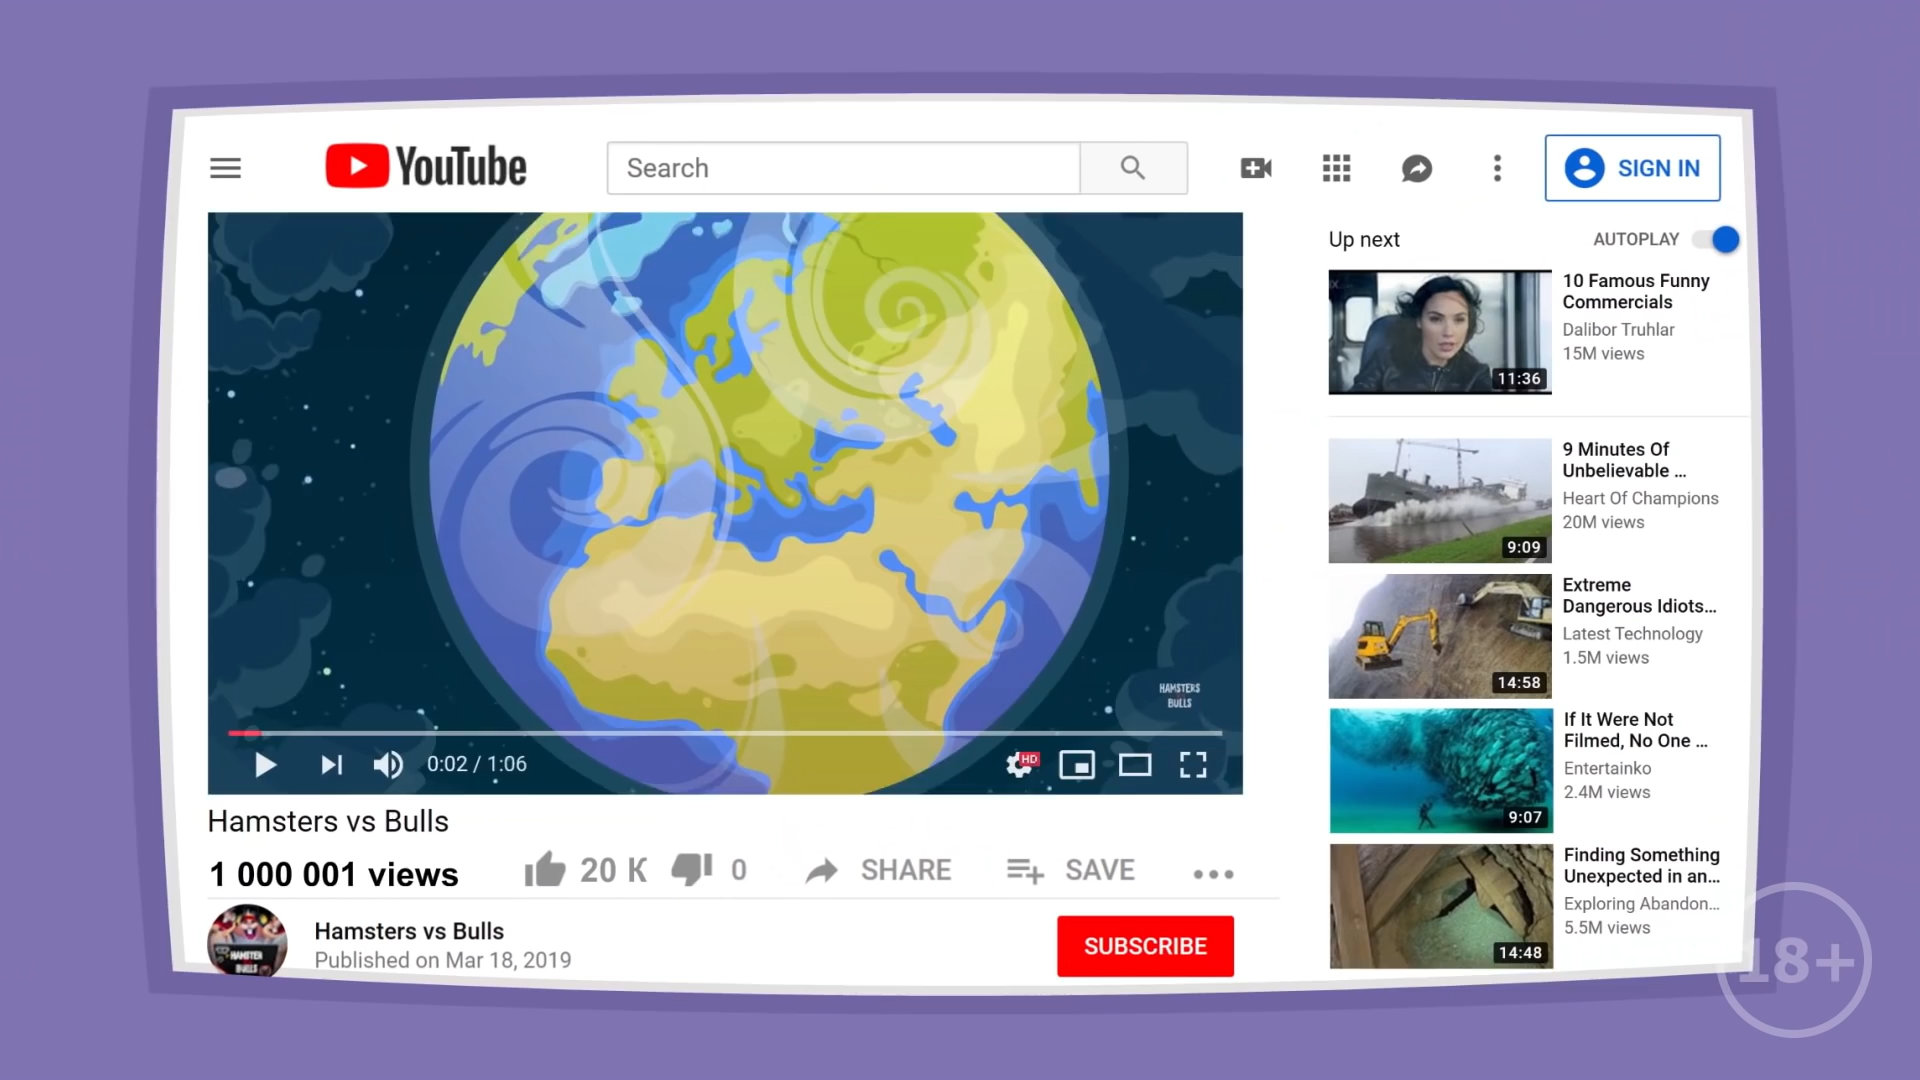 YouTube
Search
SIGN IN
Up next
AUTOPLAY
10 Famous Funny
Commercials
Dalibor Truhlar
15M views
11:36
9 Minutes Of
Unbelievable ...
Heart Of Champions
20M views
9:09
Extreme
Dangerous Idiots...
Latest Technology
1.5M views
14:58
If It Were Not
Filmed, No One ...
Entertainko
2.4M views
9:07
Finding Something
Unexpected in an...
Exploring Abandon...
5.5M views
14:48
HAMSTERS
BULLS
0:02 / 1:06
HD
Hamsters vs Bulls
1 000 001 views
20 K
0
SHARE
SAVE
HAMSTER
BULLS
Hamsters vs Bulls
Published on Mar 18, 2019
SUBSCRIBE
18+